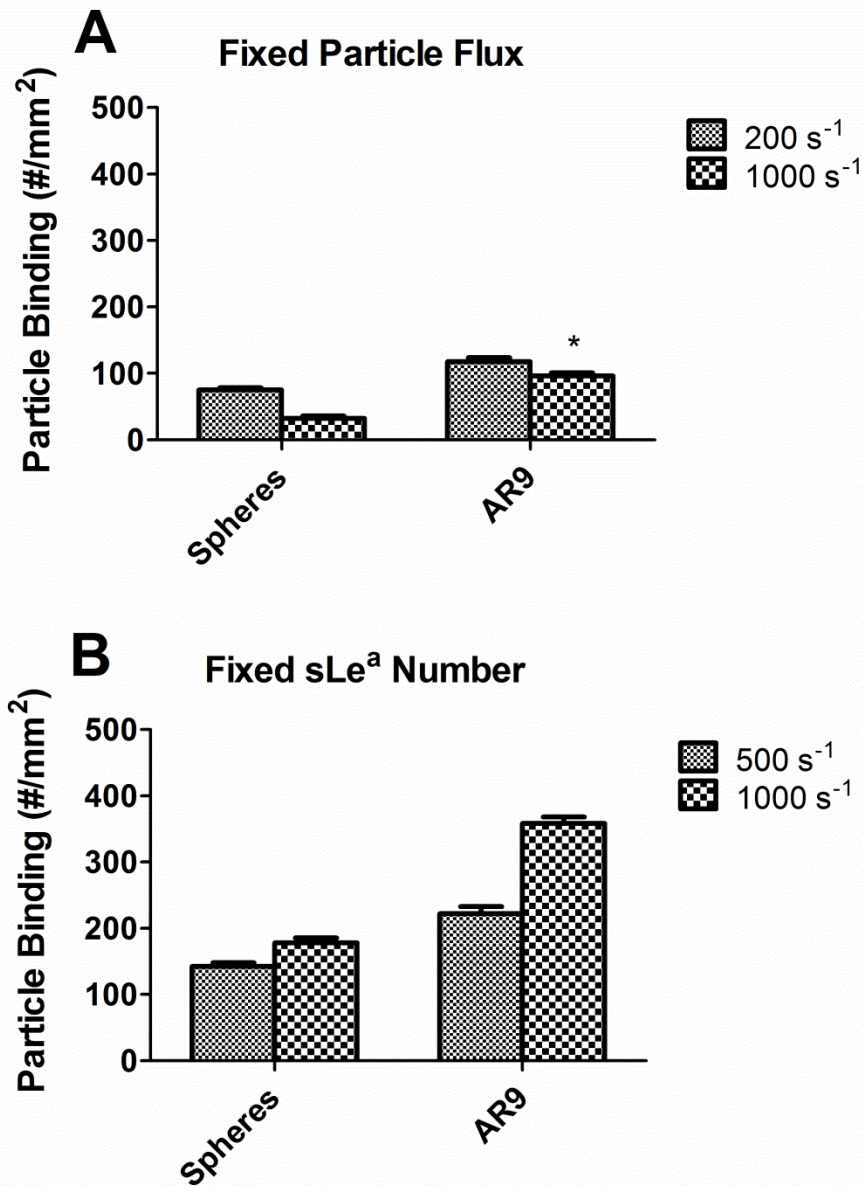 A
Fixed Particle Flux
Particle Binding (#/mm²)
500
400
300
200
100
0
200 s⁻¹
1000 s⁻¹
*
Spheres
AR9
B
Fixed sLeᵃ Number
Particle Binding (#/mm²)
500
400
300
200
100
0
500 s⁻¹
1000 s⁻¹
Spheres
AR9